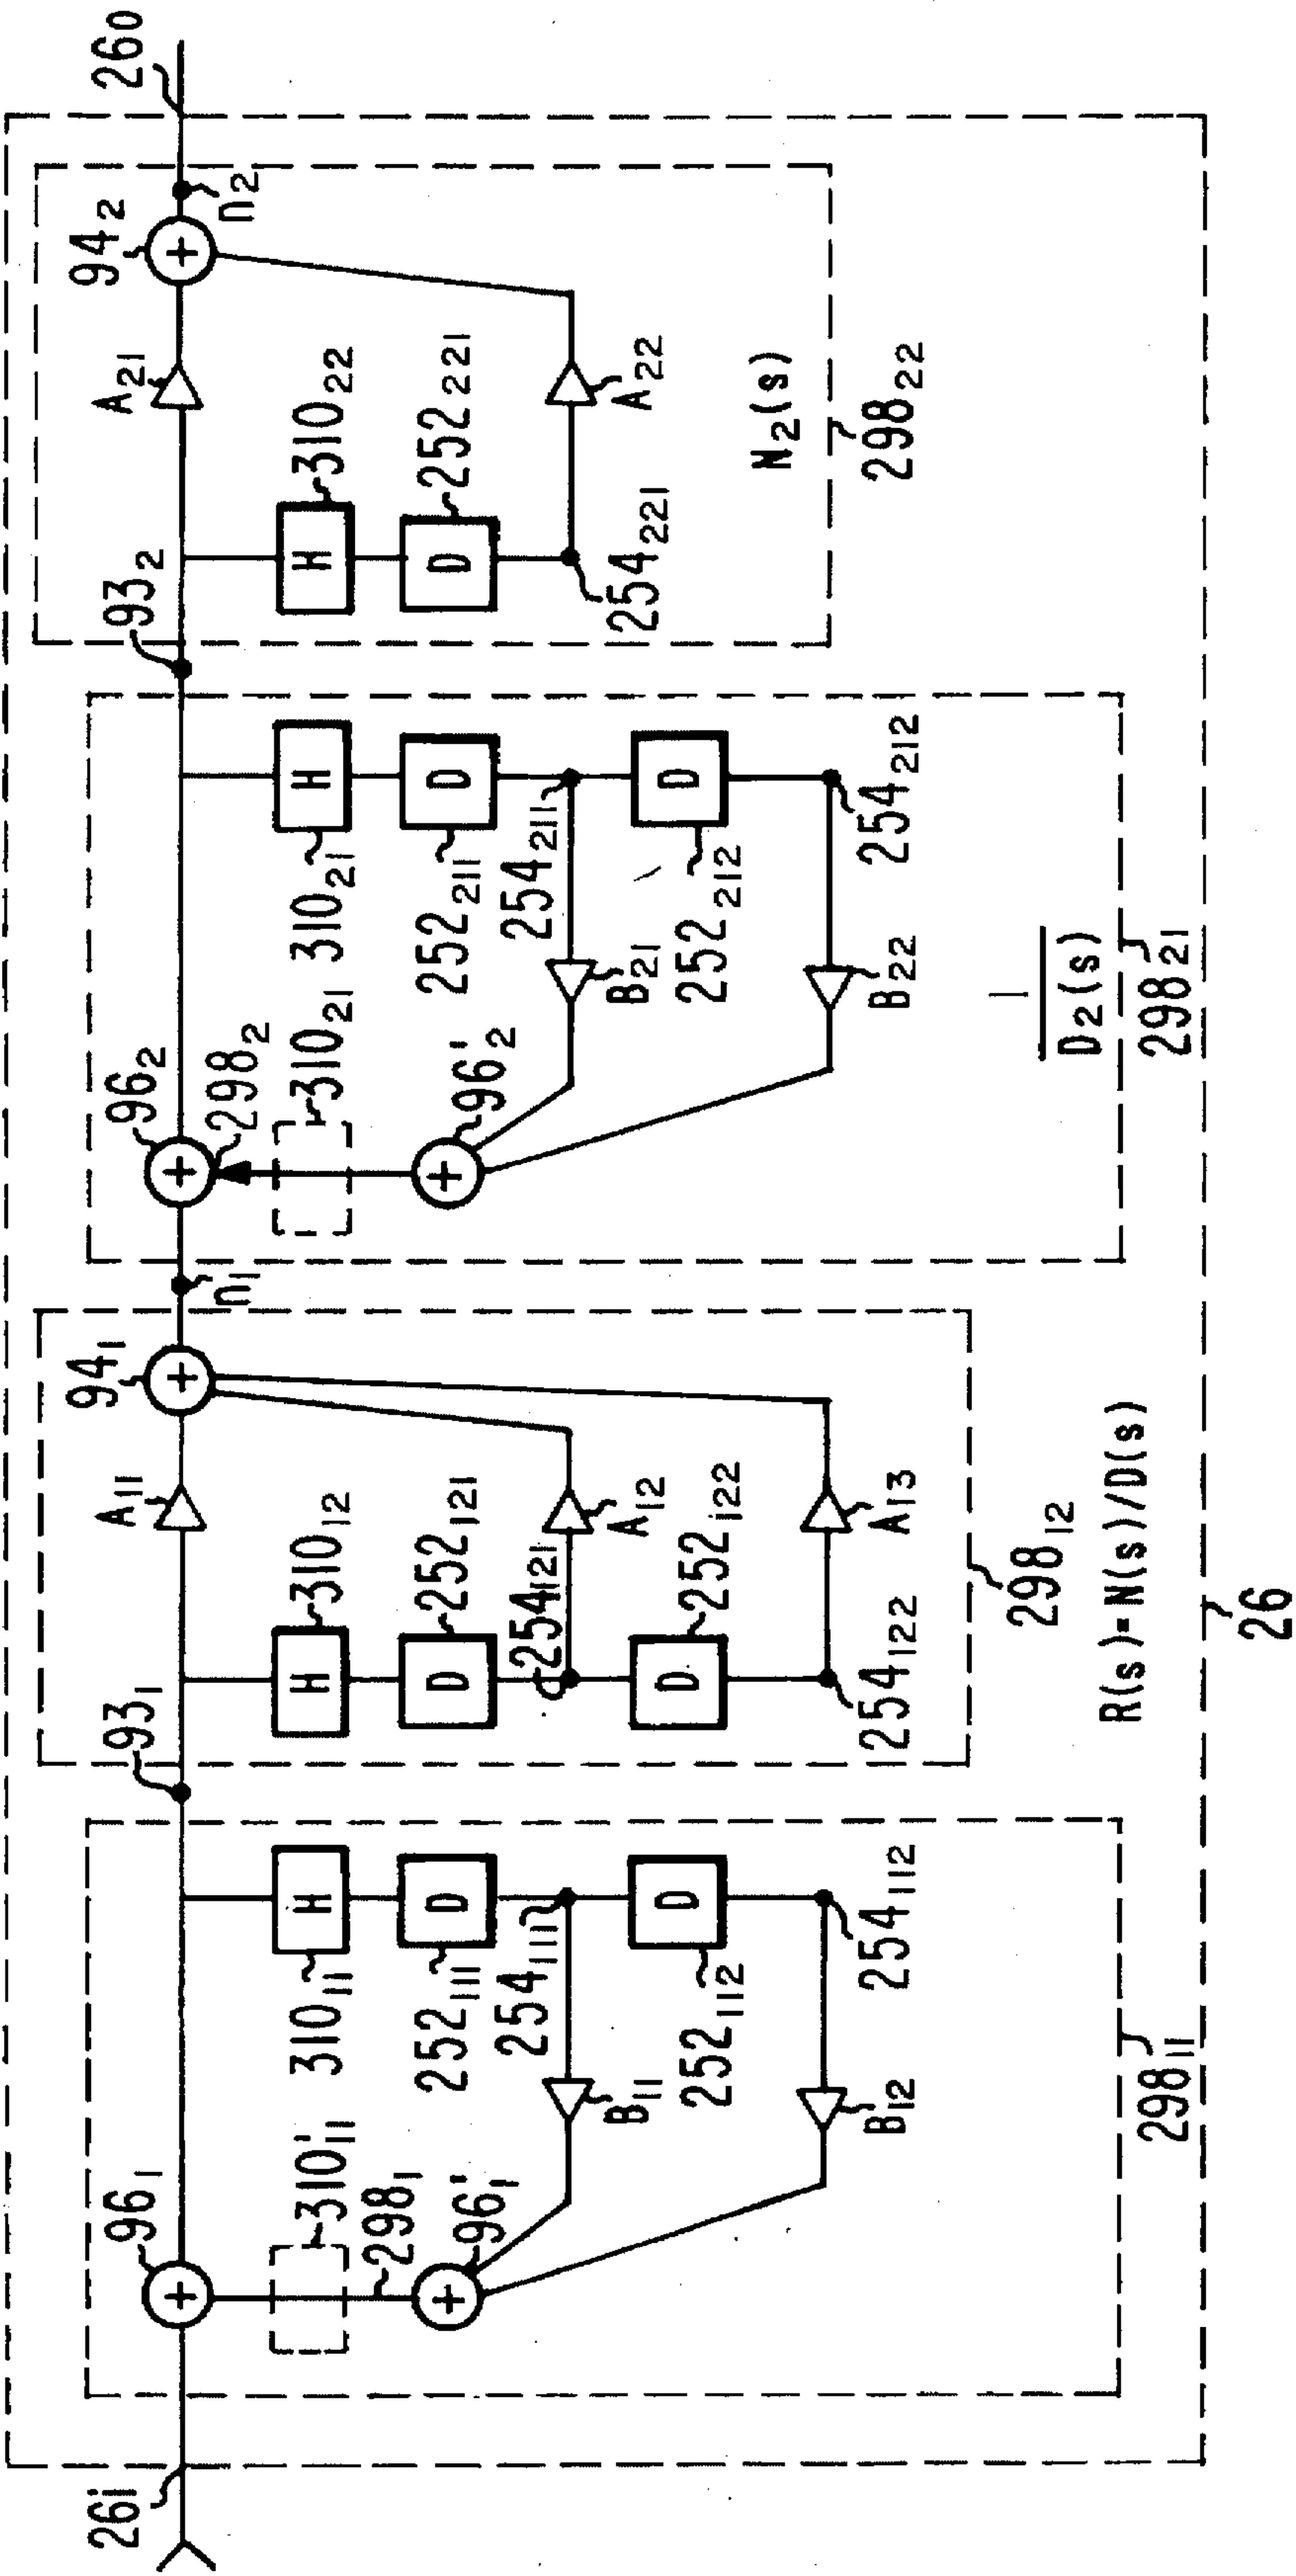 26i
96₁
310'₁₁
298₁
96'₁
H
310₁₁
D
252₁₁₁
254₁₁₁
D
252₁₁₂
254₁₁₂
B₁₁
B₁₂
298₁₁
93₁
A₁₁
H
310₁₂
D
252₁₂₁
254₁₂₁
A₁₂
D
252₁₂₂
254₁₂₂
A₁₃
94₁
298₁₂
R(s)=N(s)/D(s)
26
n₁
96₂
298₂
310₂₁
96'₂
H
310₂₁
D
252₂₁₁
254₂₁₁
D
252₂₁₂
254₂₁₂
B₂₁
B₂₂
1
D₂(s)
298₂₁
93₂
A₂₁
H
310₂₂
D
252₂₂₁
254₂₂₁
A₂₂
94₂
n₂
N₂(s)
298₂₂
26o